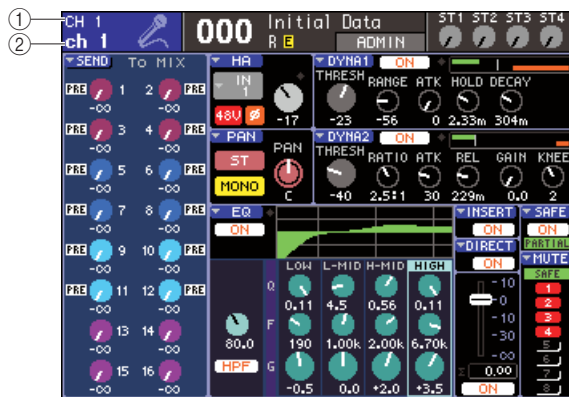 ① CH 1
② ch 1
000 Initial Data
R E ADMIN
ST1 ST2 ST3 ST4
SEND To MIX
PRE 1 2 PRE
-∞ -∞
PRE 3 4 PRE
-∞ -∞
PRE 5 6 PRE
-∞ -∞
PRE 7 8 PRE
-∞ -∞
PRE 9 10 PRE
-∞ -∞
PRE 11 12 PRE
-∞ -∞
13 14
-∞ -∞
15 16
-∞ -∞
HA
IN
1
48V Ø
-17
PAN
ST
MONO
PAN
C
DYNA1 ON
THRESH RANGE ATK HOLD DECAY
-23 -56 0 2.33m 304m
DYNA2 ON
THRESH RATIO ATK REL GAIN KNEE
-40 2.5:1 30 229m 0.0 2
EQ
ON
LOW L-MID H-MID HIGH
Q
0.11 4.5 0.56 0.11
F
80.0 190 1.00k 2.00k 6.70k
HPF G
-0.5 0.0 +2.0 +3.5
INSERT
ON
DIRECT
ON
-10
-0
-10
-30
-∞
Σ 0.00
ON
SAFE
ON
PARTIAL
MUTE
SAFE
1
2
3
4
5
6
7
8